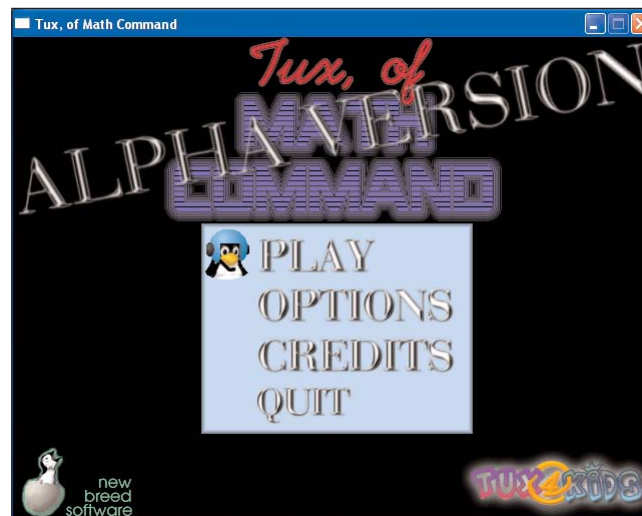 Tux, of Math Command
Tux, of
MATH
COMMAND
ALPHA VERSION
PLAY
OPTIONS
CREDITS
QUIT
new
breed
software
TUX4KIDS